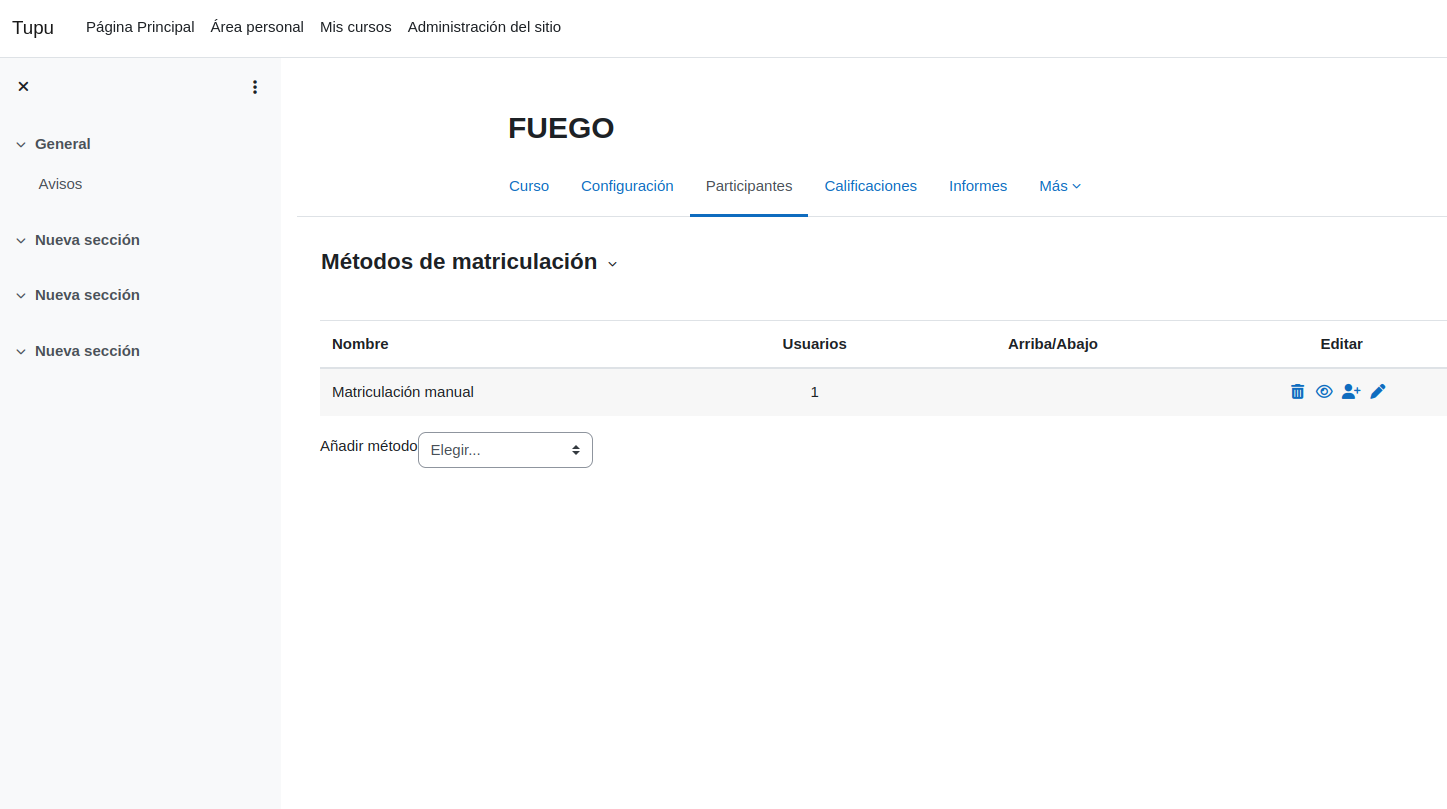 Tupu Página Principal Área personal Mis cursos Administración del sitio
General
Avisos
Nueva sección
Nueva sección
Nueva sección
FUEGO
Curso Configuración Participantes Calificaciones Informes Más
Métodos de matriculación
Nombre Usuarios Arriba/Abajo Editar
Matriculación manual 1
Añadir método Elegir...